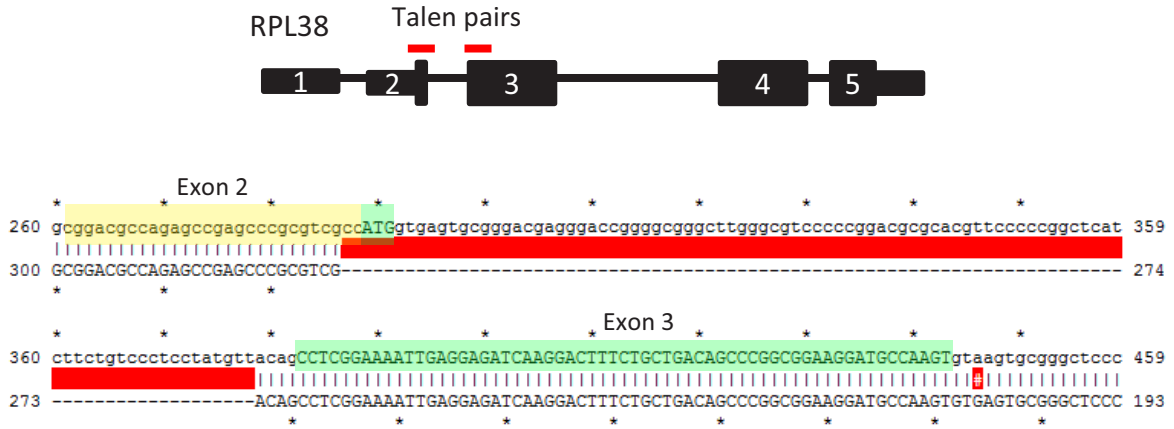 RPL38
Talen pairs
1 2 3 4 5
Exon 2
* * * * * * * * * *
260 gcggacgccagagccgagcccgcgtcgccATGgtgagtgcgggacgagggaccggggcgggcttgggcgtcccccggacgcgcacgttcccccggctcat 359
|||||||||||||||||||||||||||
300 GCGGACGCCAGAGCCGAGCCCGCGTCG------------------------------------------------------------------------- 274
* * *
Exon 3
* * * * * * * * * *
360 cttctgtccctcctatgttacagCCTCGGAAAATTGAGGAGATCAAGGACTTTCTGCTGACAGCCCGGCGGAAGGATGCCAAGTgtaagtgcgggctccc 459
|||||||||||||||||||||||||||||||||||||||||||||||||||||||||||||||||||#|||||||||||||
273 -------------------ACAGCCTCGGAAAATTGAGGAGATCAAGGACTTTCTGCTGACAGCCCGGCGGAAGGATGCCAAGTGTGAGTGCGGGCTCCC 193
* * * * * * * *